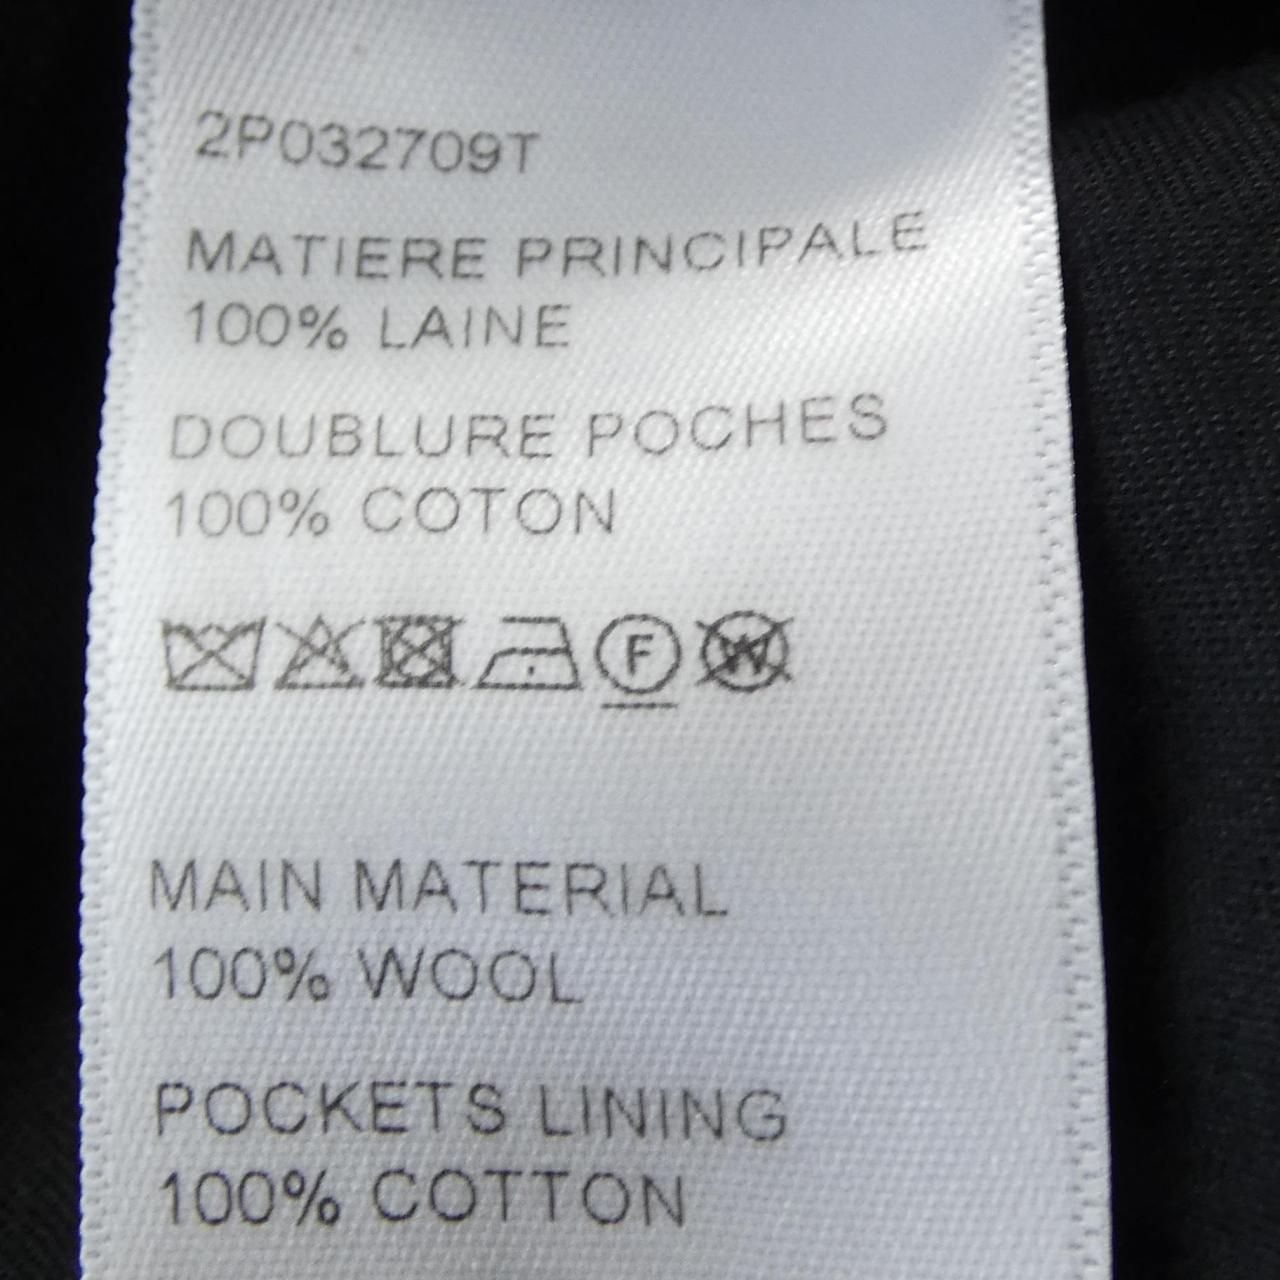 2P032709T
MATIERE PRINCIPALE
100% LAINE
DOUBLURE POCHES
100% COTON
F W
MAIN MATERIAL
100% WOOL
POCKETS LINING
100% COTTON